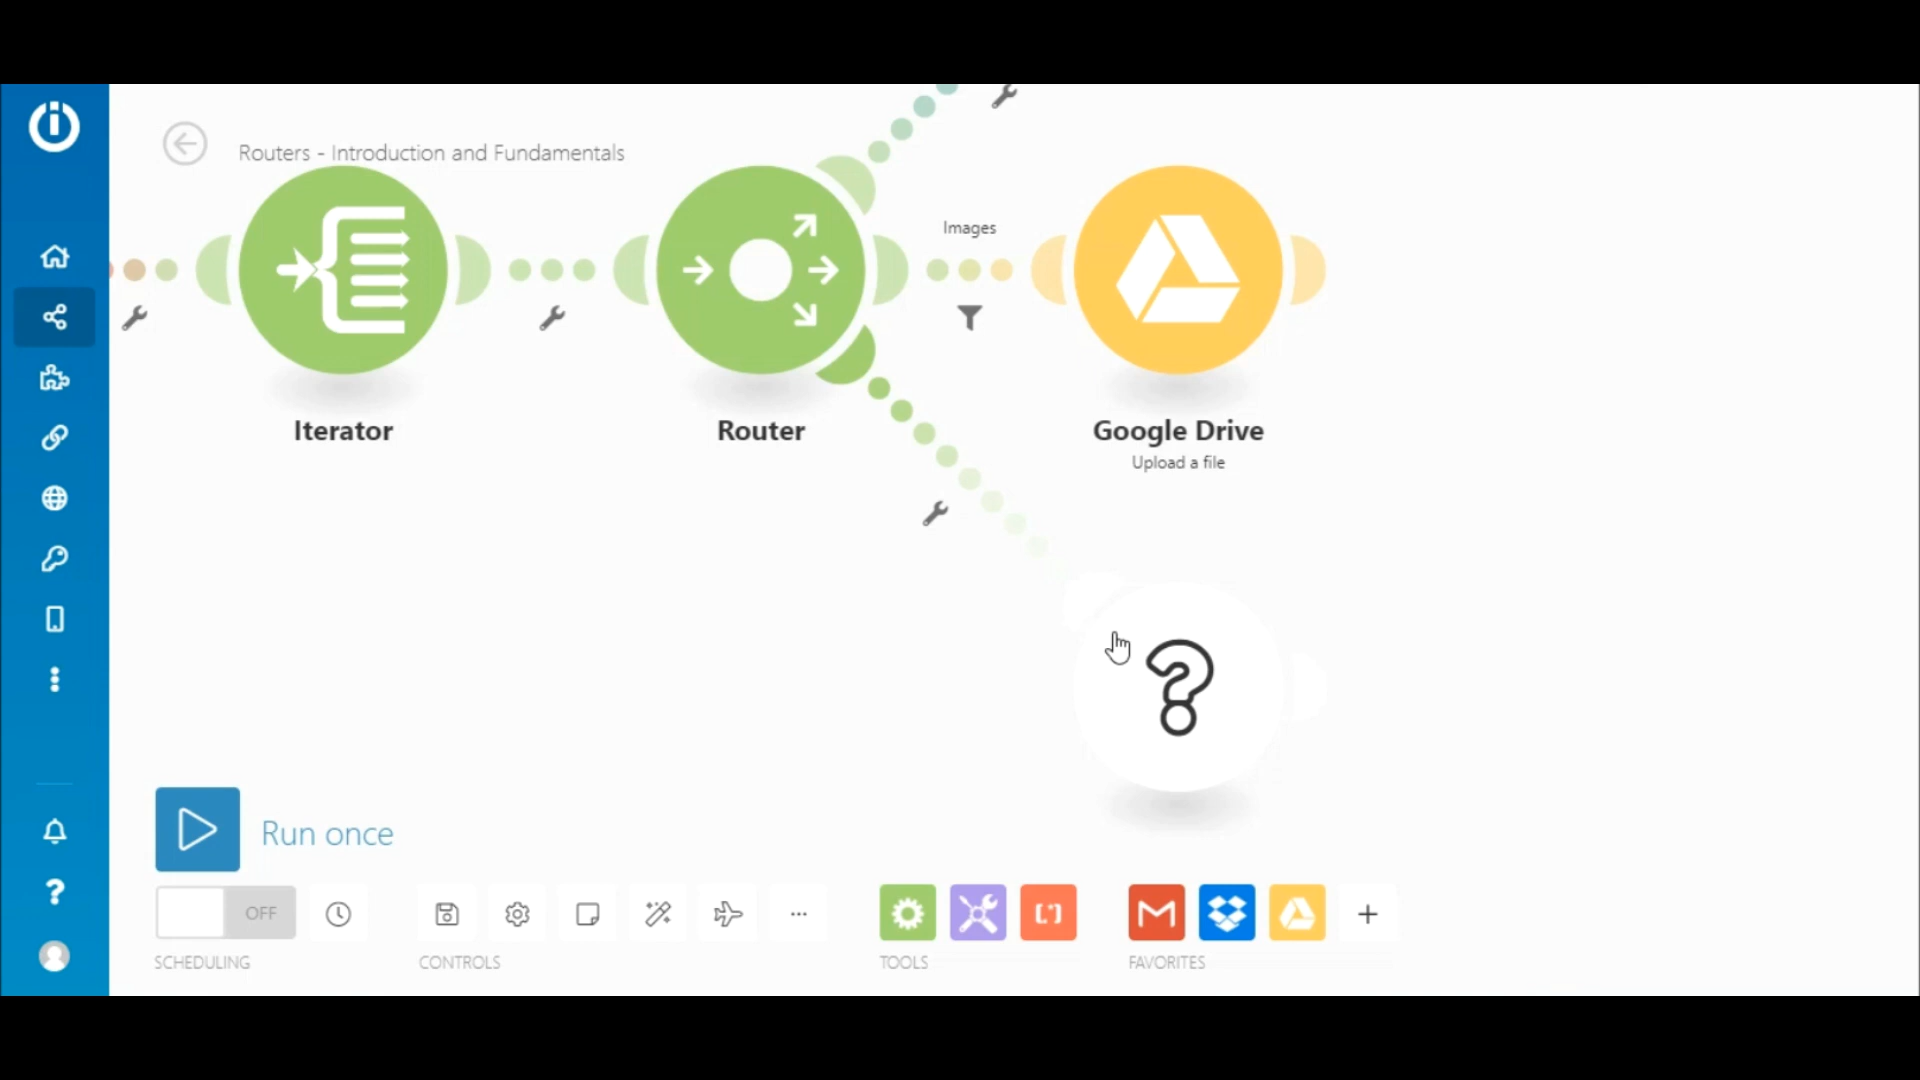 Routers - Introduction and Fundamentals
Images
Iterator
Router
Google Drive
Upload a file
?
Run once
OFF
SCHEDULING
CONTROLS
TOOLS
FAVORITES